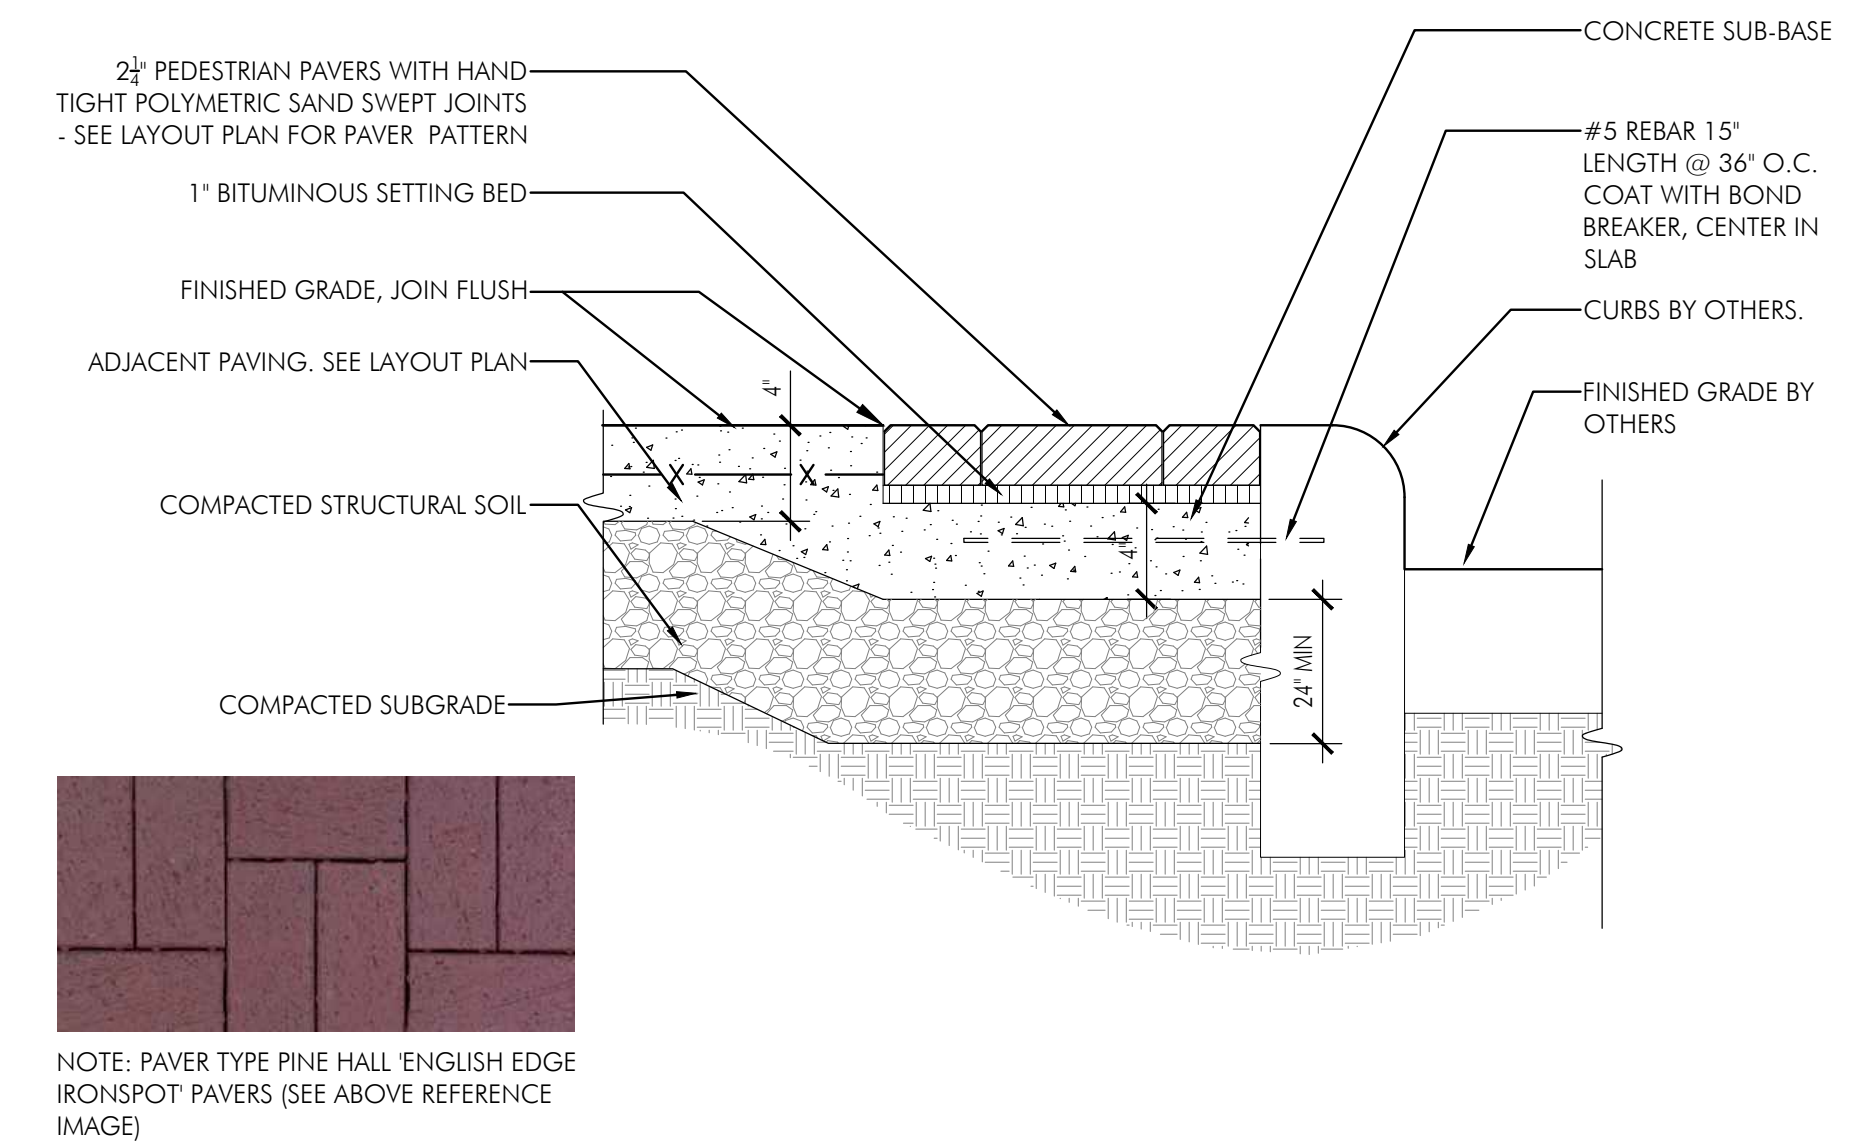 2¼" PEDESTRIAN PAVERS WITH HAND
TIGHT POLYMETRIC SAND SWEPT JOINTS
- SEE LAYOUT PLAN FOR PAVER PATTERN
1" BITUMINOUS SETTING BED
FINISHED GRADE, JOIN FLUSH
ADJACENT PAVING. SEE LAYOUT PLAN
COMPACTED STRUCTURAL SOIL
COMPACTED SUBGRADE
4"
X X
4"
24" MIN
CONCRETE SUB-BASE
#5 REBAR 15"
LENGTH @ 36" O.C.
COAT WITH BOND
BREAKER, CENTER IN
SLAB
CURBS BY OTHERS.
FINISHED GRADE BY
OTHERS
NOTE: PAVER TYPE PINE HALL 'ENGLISH EDGE
IRONSPOT' PAVERS (SEE ABOVE REFERENCE
IMAGE)